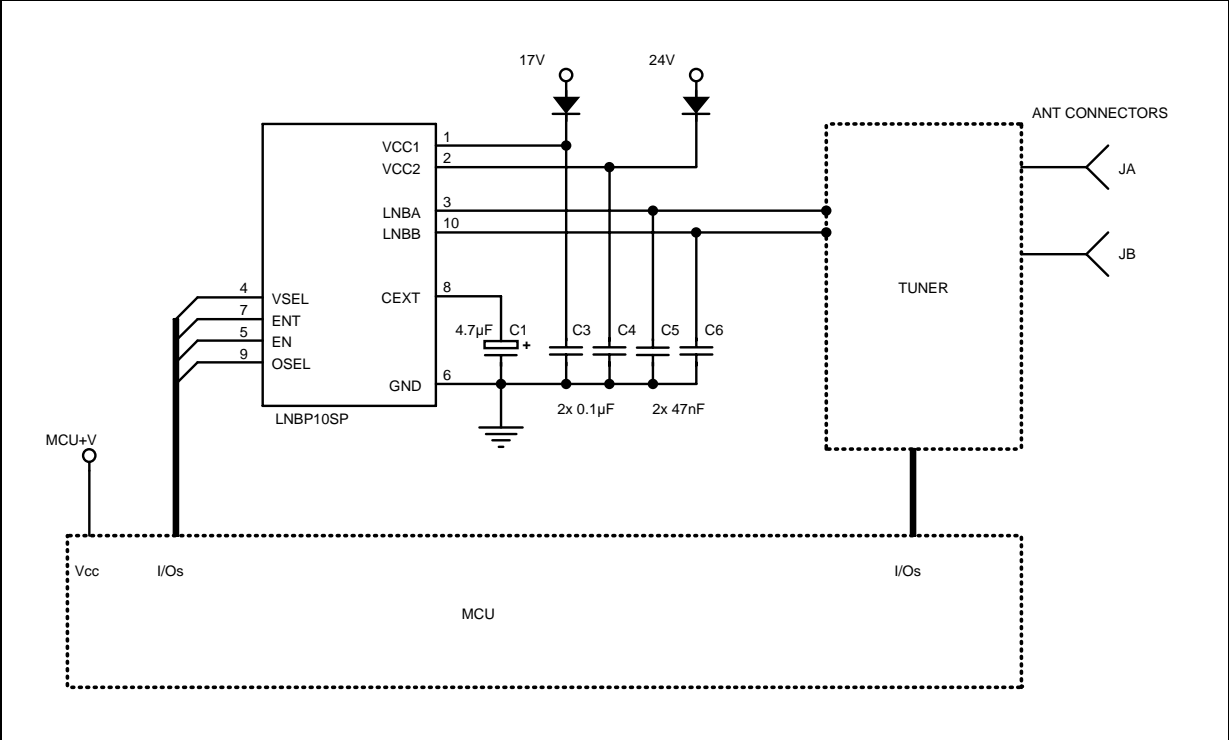 17V
24V
ANT CONNECTORS
VCC1
1
VCC2
2
LNBA
3
LNBB
10
CEXT
8
GND
6
4
VSEL
7
ENT
5
EN
9
OSEL
LNBP10SP
4.7µF
C1
+
C3
C4
C5
C6
2x 0.1µF
2x 47nF
TUNER
JA
JB
MCU+V
Vcc
I/Os
I/Os
MCU